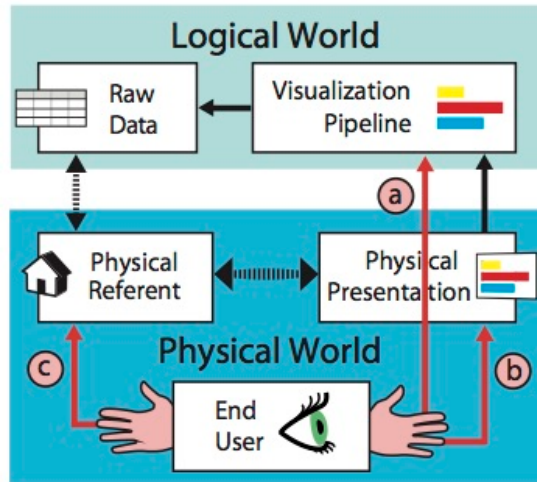 Logical World
Raw
Data
Visualization
Pipeline
a
Physical
Referent
Physical
Presentation
Physical World
c
b
End
User